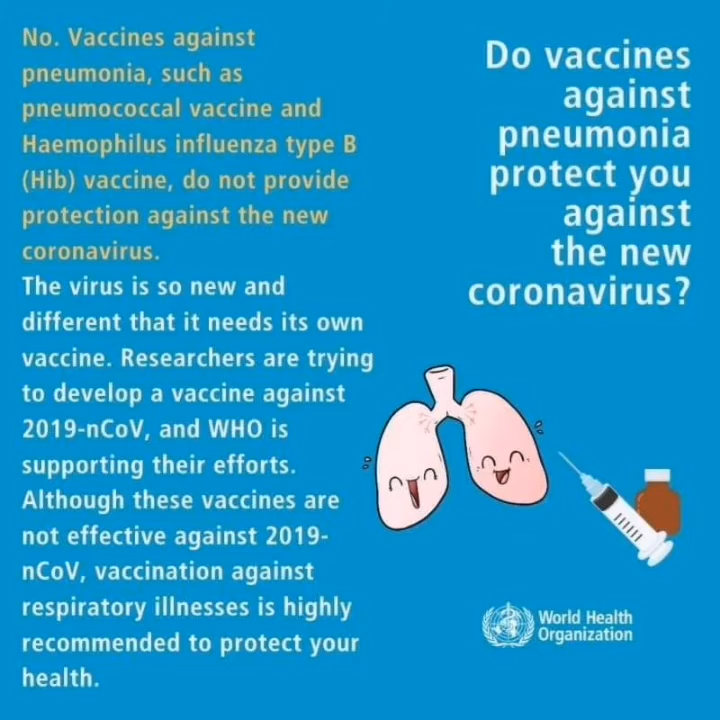 Do vaccines
against
pneumonia
protect you
against
the new
coronavirus?
No. Vaccines against
pneumonia, such as
pneumococcal vaccine and
Haemophilus influenza type B
(Hib) vaccine, do not provide
protection against the new
coronavirus.
The virus is so new and
different that it needs its own
vaccine. Researchers are trying
to develop a vaccine against
2019-nCoV, and WHO is
supporting their efforts.
Although these vaccines are
not effective against 2019-
nCoV, vaccination against
respiratory illnesses is highly
recommended to protect your
health.
World Health
Organization